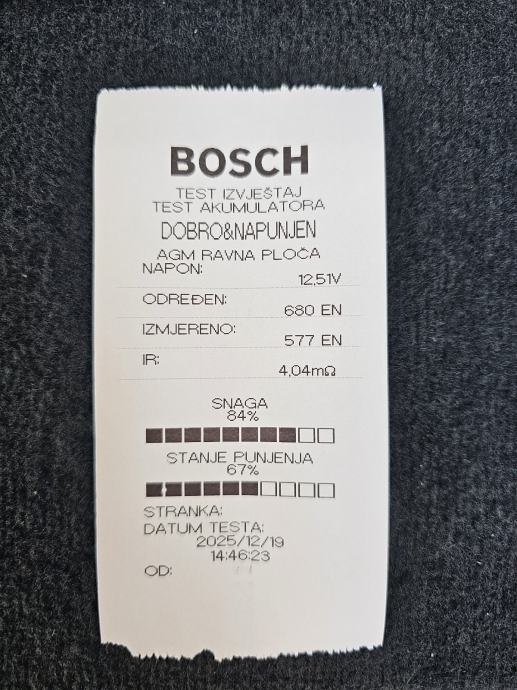 BOSCH
TEST IZVJEŠTAJ
TEST AKUMULATORA
DOBRO&NAPUNJEN
AGM RAVNA PLOČA
NAPON:
12,51V
ODREĐEN:
680 EN
IZMJERENO:
577 EN
IR:
4,04mΩ
SNAGA
84%
STANJE PUNJENJA
67%
STRANKA:
DATUM TESTA:
2025/12/19
14:46:23
OD: